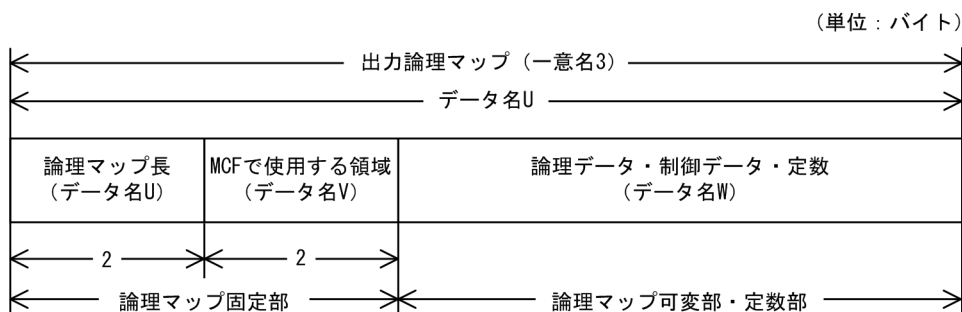 (単位:バイト)
出力論理マップ(一意名3)
データ名U
論理マップ長
(データ名U)
MCFで使用する領域
(データ名V)
論理データ・制御データ・定数
(データ名W)
2
2
論理マップ固定部
論理マップ可変部・定数部